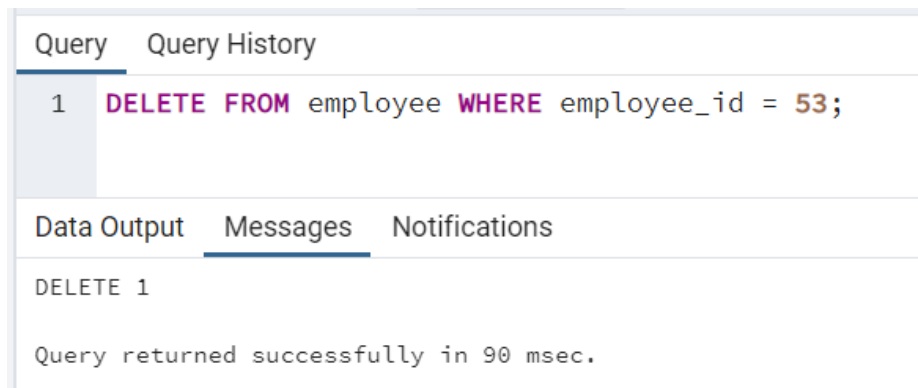 Query Query History
1 DELETE FROM employee WHERE employee_id = 53;
Data Output Messages Notifications
DELETE 1
Query returned successfully in 90 msec.